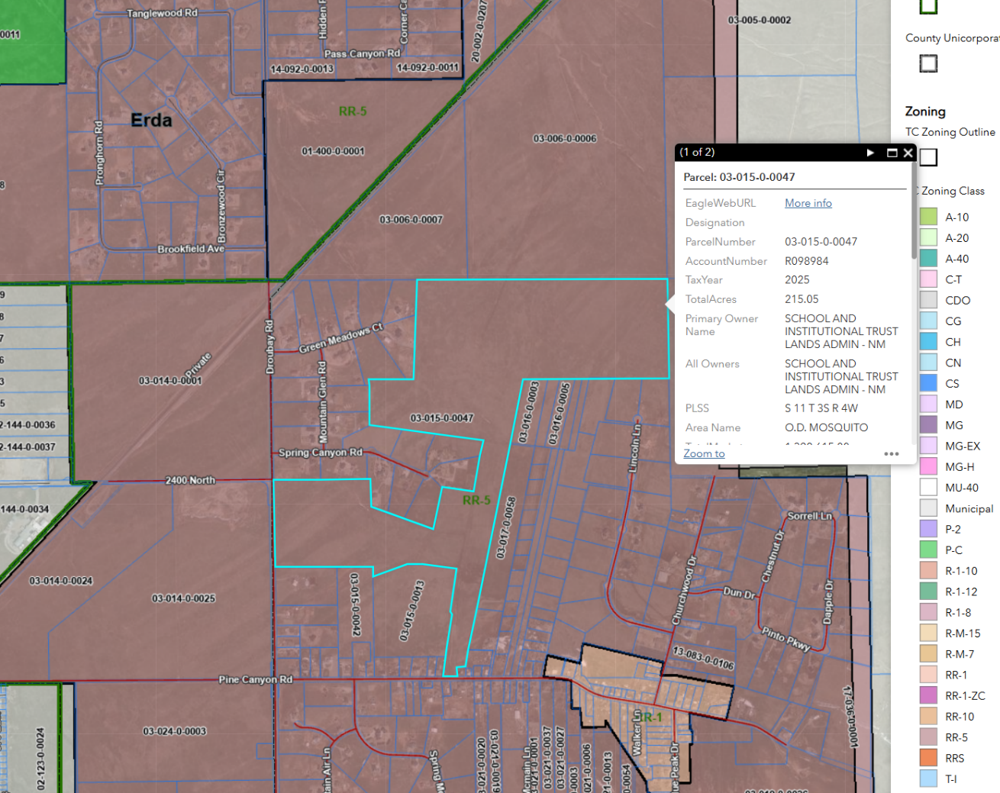 Tanglewood Rd
Hidden
Corner Ca
20-002-0-0207
03-005-0-0002
0011
Pass Canyon Rd
14-092-0-0013
14-092-0-0011
RR-5
Erda
Pronghorn Rd
01-400-0-0001
03-006-0-0006
Bronzewood Cir
03-006-0-0007
Brookfield Ave
8
9
8
7
6
3
5
2-144-0-0036
2-144-0-0037
144-0-0034
Droubay Rd
Green Meadows Ct
Private
03-014-0-0001
Mountain Glen Rd
03-015-0-0047
03-016-0-0003
03-016-0-0005
Spring Canyon Rd
Lincoln Ln
2400 North
RR-5
03-017-0-0058
Sorrell Ln
Chestnut Dr
03-014-0-0024
03-014-0-0025
03-015-0-0042
03-015-0-0013
Churchwood Dr
Dun Dr
Dapple Dr
Pinto Pkwy
13-083-0-0106
Pine Canyon Rd
17-036-0-0001
RR-1
03-024-0-0003
02-123-0-0024
Walker Ln
tain Air Ln
Spring M
3-021-0-0020
03-021-0-0019
Mcnain Ln
3-021-0-0001
03-021-0-0037
03-021-0-0027
0-0003
021-0-0006
1-0-0013
0-0054
lue Peak Dr
(1 of 2)
Parcel: 03-015-0-0047
EagleWebURL More info
Designation
ParcelNumber 03-015-0-0047
AccountNumber R098984
TaxYear 2025
TotalAcres 215.05
Primary Owner Name SCHOOL AND
INSTITUTIONAL TRUST
LANDS ADMIN - NM
All Owners SCHOOL AND
INSTITUTIONAL TRUST
LANDS ADMIN - NM
PLSS S 11 T 3S R 4W
Area Name O.D. MOSQUITO
Zoom to
County Unicorporat
Zoning
TC Zoning Outline
C Zoning Class
A-10
A-20
A-40
C-T
CDO
CG
CH
CN
CS
MD
MG
MG-EX
MG-H
MU-40
Municipal
P-2
P-C
R-1-10
R-1-12
R-1-8
R-M-15
R-M-7
RR-1
RR-1-ZC
RR-10
RR-5
RRS
T-I